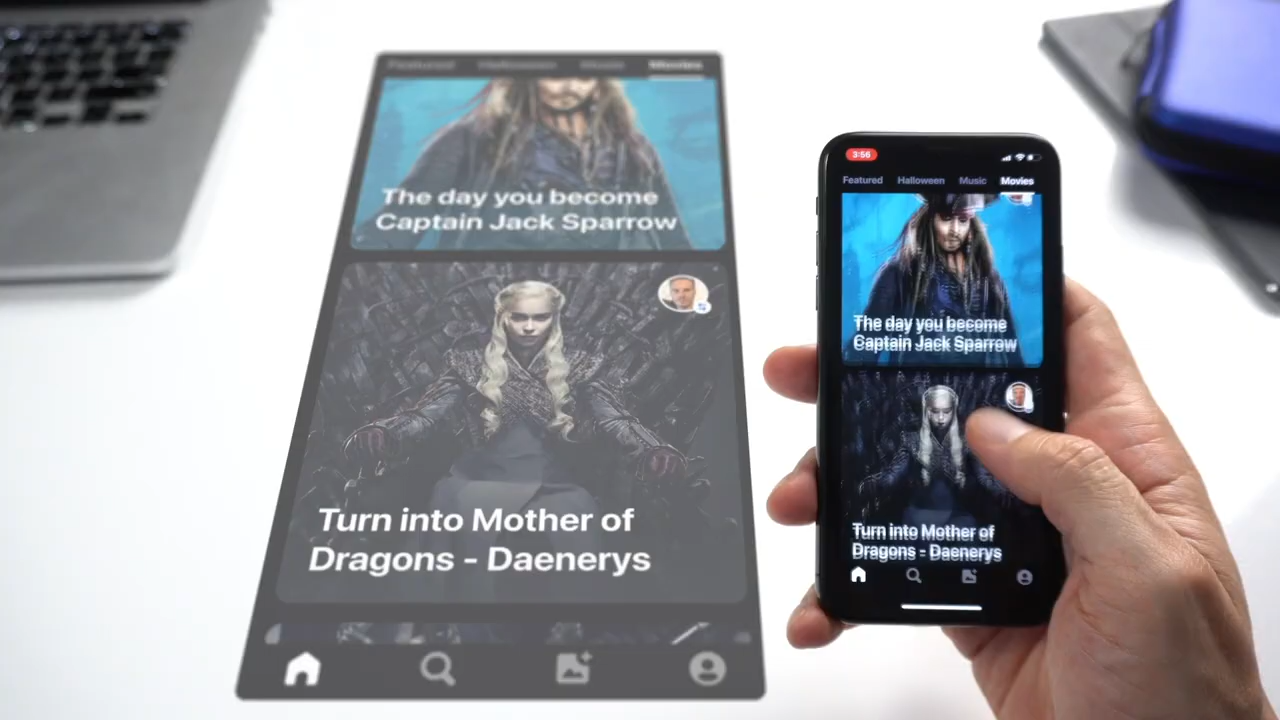 Featured Halloween Music Movies
The day you become
Captain Jack Sparrow
Turn into Mother of
Dragons - Daenerys
3:56
Featured Halloween Music Movies
The day you become
Captain Jack Sparrow
Turn into Mother of
Dragons - Daenerys